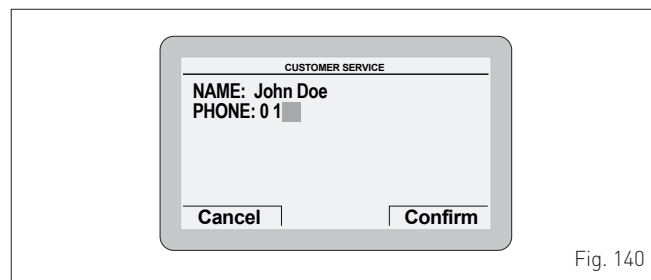 CUSTOMER SERVICE
NAME: John Doe
PHONE: 0 1
Cancel Confirm
Fig. 140